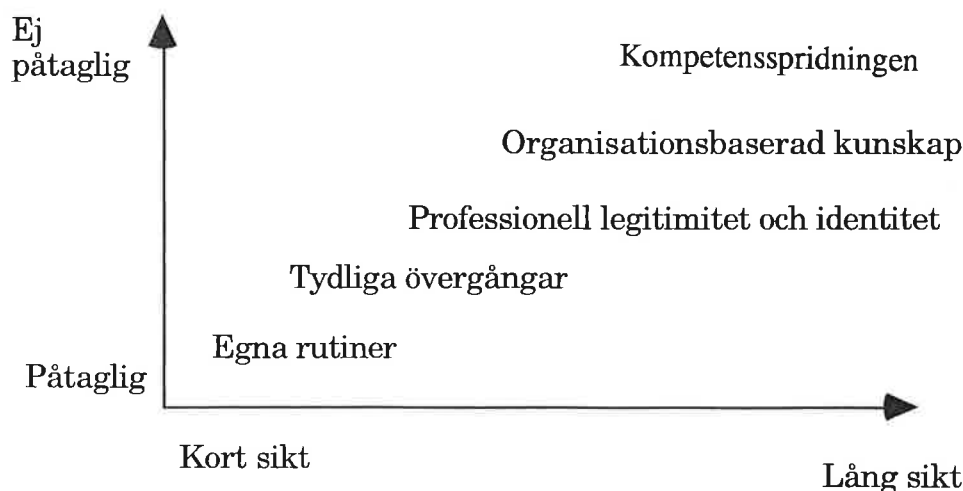 Ej
påtaglig
Kompetensspridningen
Organisationsbaserad kunskap
Professionell legitimitet och identitet
Tydliga övergångar
Egna rutiner
Påtaglig
Kort sikt
Lång sikt